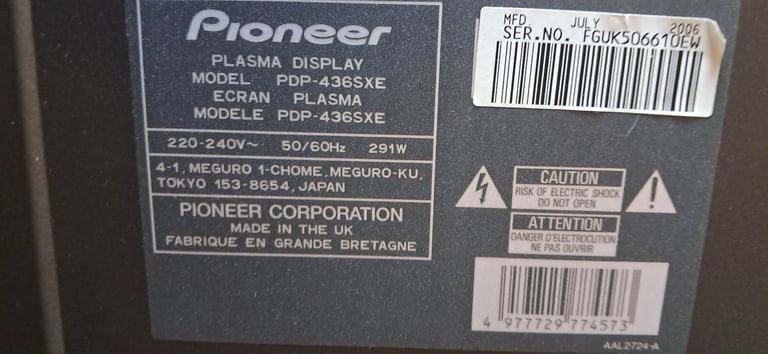 Pioneer
PLASMA DISPLAY
MODEL PDP-436SXE
ECRAN PLASMA
MODELE PDP-436SXE
220-240V~ 50/60Hz 291W
4-1, MEGURO 1-CHOME, MEGURO-KU,
TOKYO 153-8654, JAPAN
PIONEER CORPORATION
MADE IN THE UK
FABRIQUE EN GRANDE BRETAGNE
MFD. JULY 2006
SER.NO. FGUK506610EW
CAUTION
RISK OF ELECTRIC SHOCK
DO NOT OPEN
ATTENTION
DANGER D'ELECTROCUTION
NE PAS OUVRIR
4 977729 774573
AAL2724-A